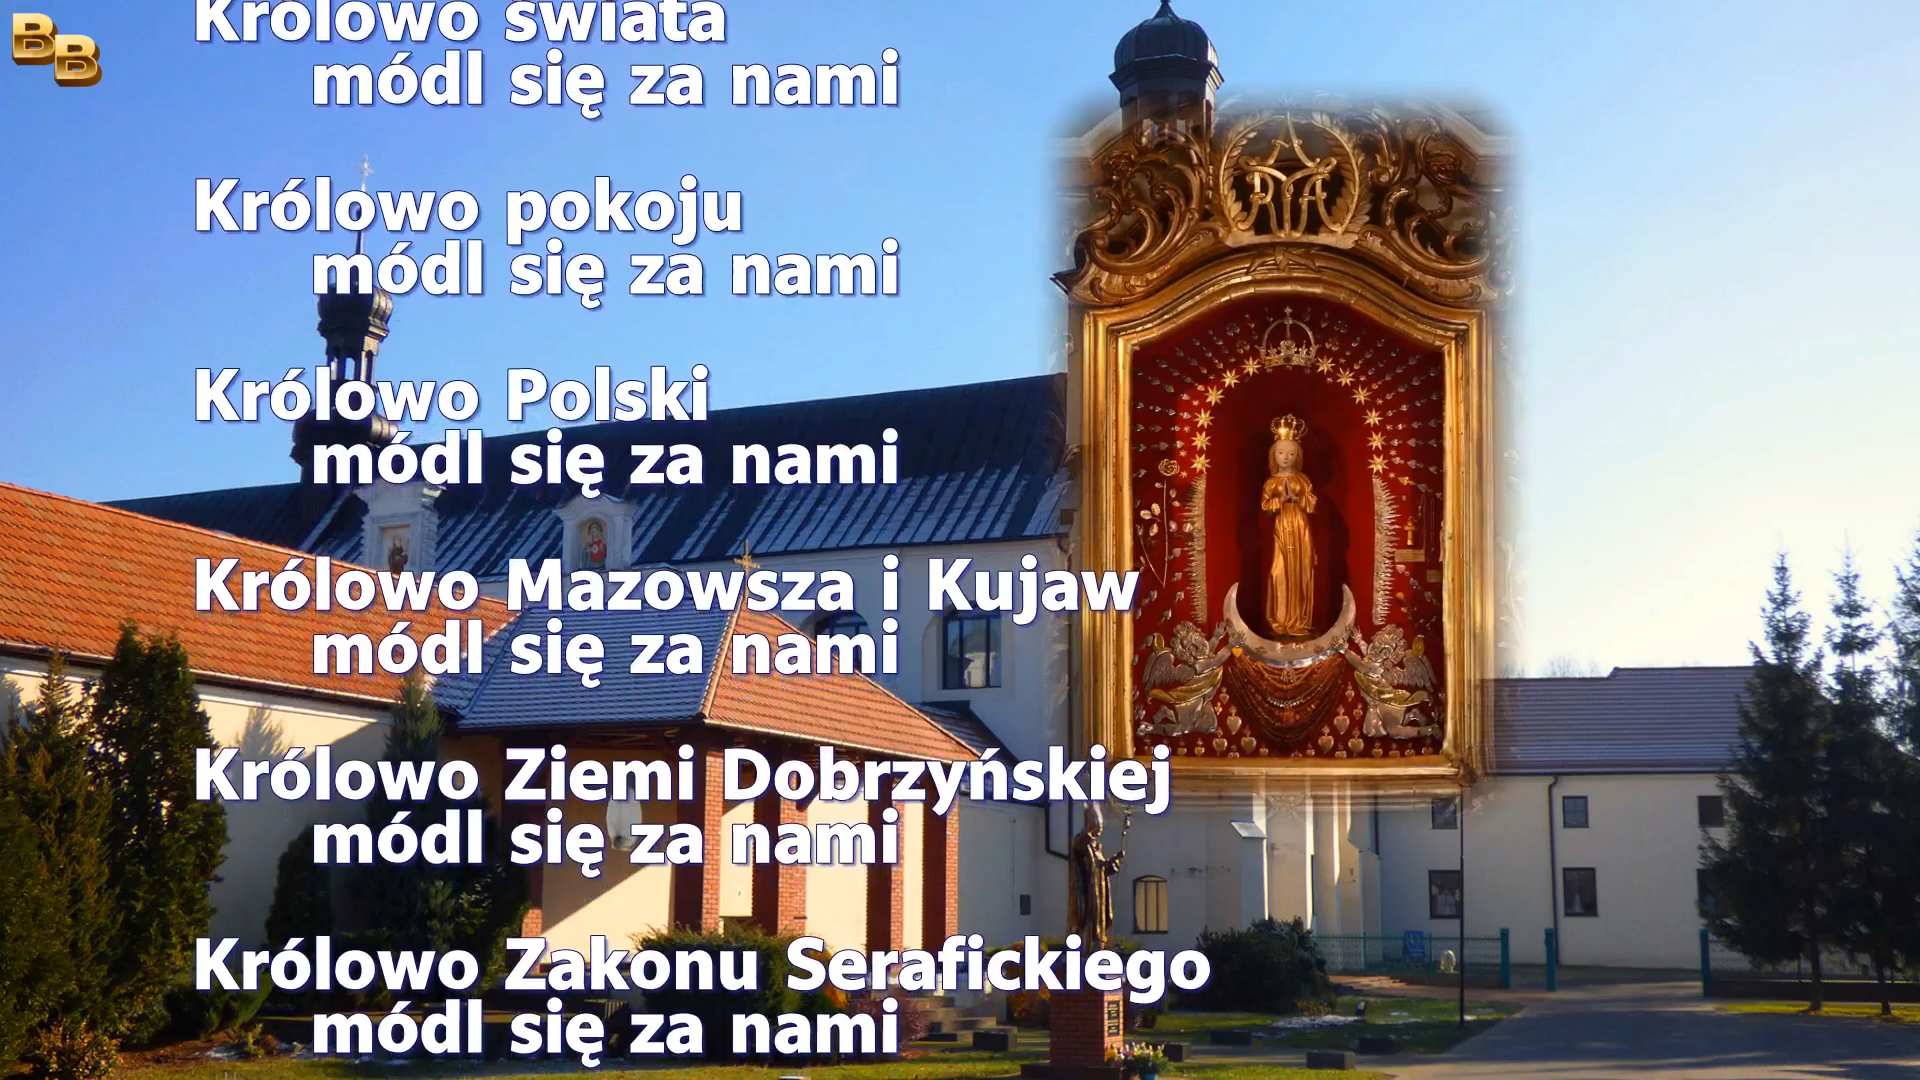 BB
Królowo świata
módl się za nami
Królowo pokoju
módl się za nami
Królowo Polski
módl się za nami
Królowo Mazowsza i Kujaw
módl się za nami
Królowo Ziemi Dobrzyńskiej
módl się za nami
Królowo Zakonu Serafickiego
módl się za nami